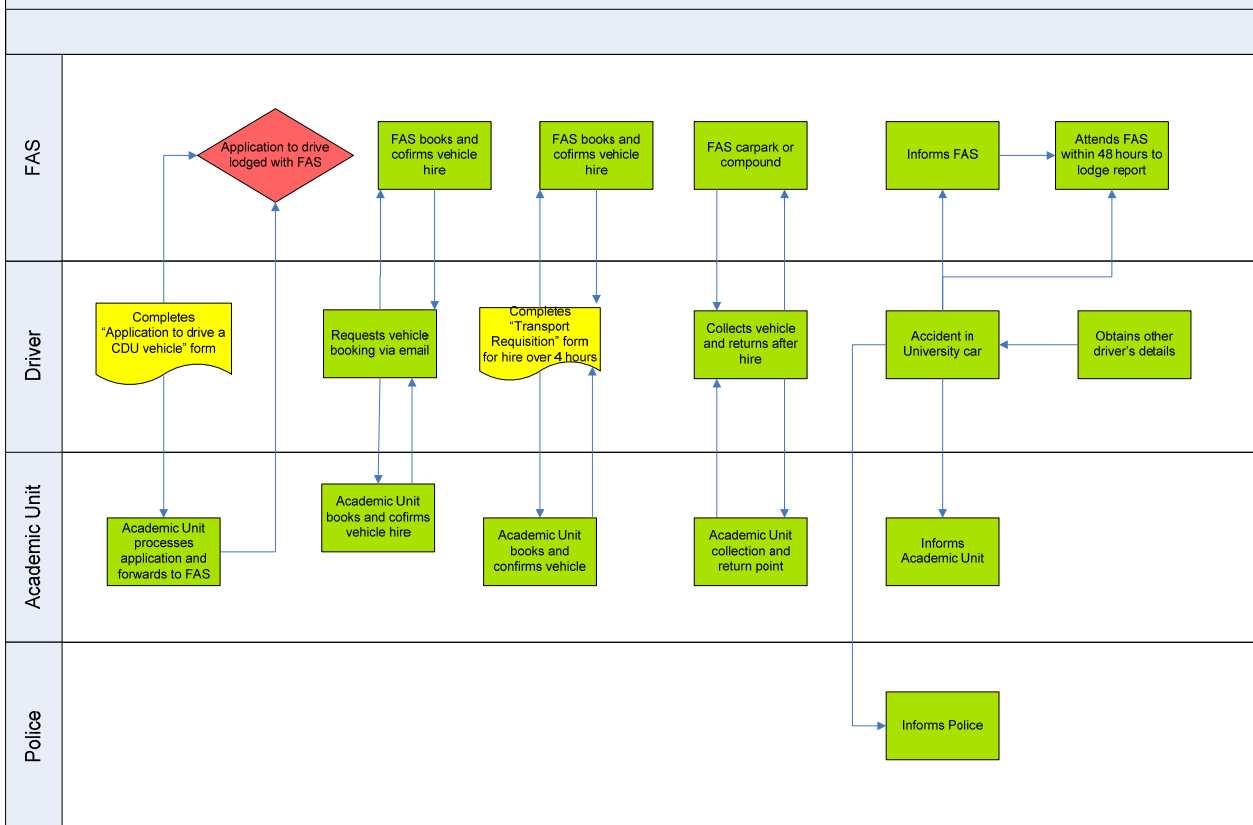 FAS
Application to drive
lodged with FAS
FAS books and
cofirms vehicle
hire
FAS books and
cofirms vehicle
hire
FAS carpark or
compound
Informs FAS
Attends FAS
within 48 hours to
lodge report
Driver
Completes
“Application to drive a
CDU vehicle” form
Requests vehicle
booking via email
Completes
“Transport
Requisition” form
for hire over 4 hours
Collects vehicle
and returns after
hire
Accident in
University car
Obtains other
driver’s details
Academic Unit
Academic Unit
processes
application and
forwards to FAS
Academic Unit
books and cofirms
vehicle hire
Academic Unit
books and
confirms vehicle
Academic Unit
collection and
return point
Informs
Academic Unit
Police
Informs Police